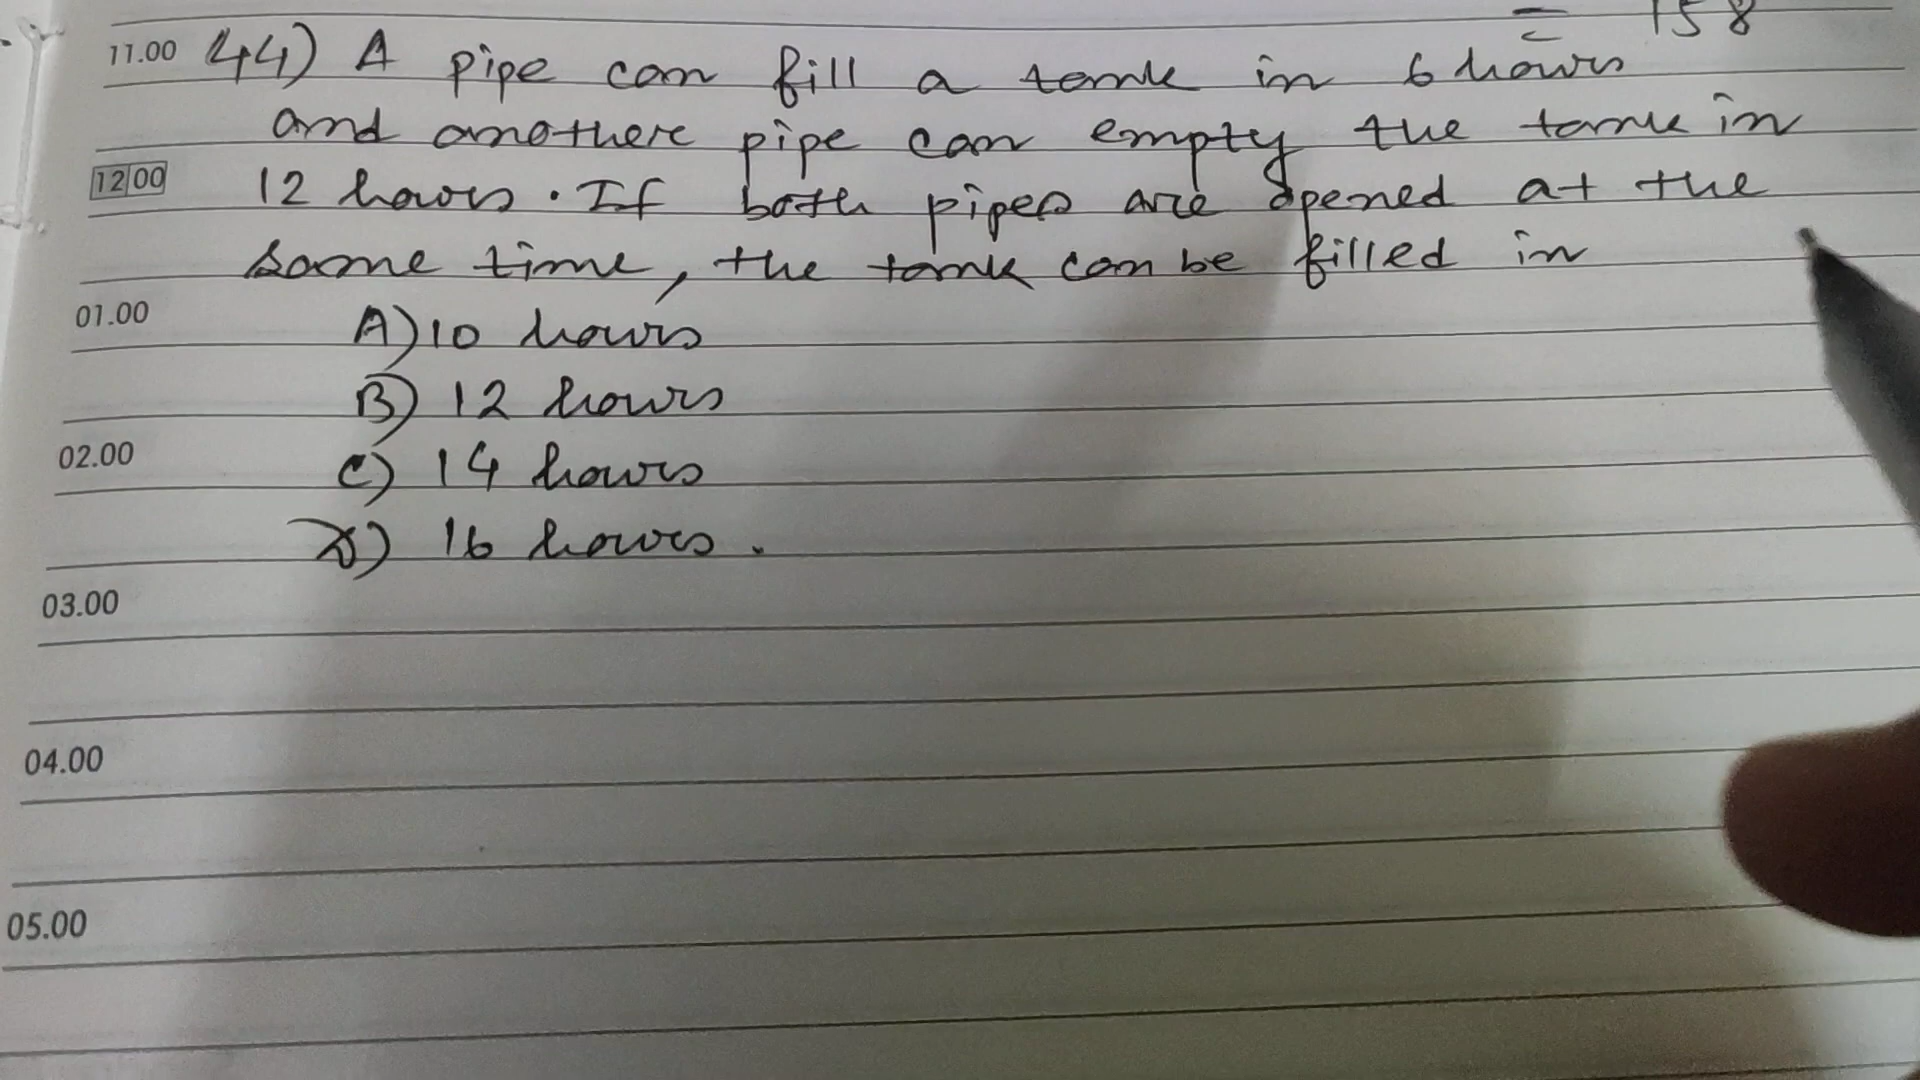 = 158
11.00 44) A pipe can fill a tank in 6 hours
and another pipe can empty the tank in
12 00 12 hours. If both pipes are opened at the
same time, the tank can be filled in
01.00 A) 10 hours
B) 12 hours
02.00 C) 14 hours
D) 16 hours.
03.00
04.00
05.00